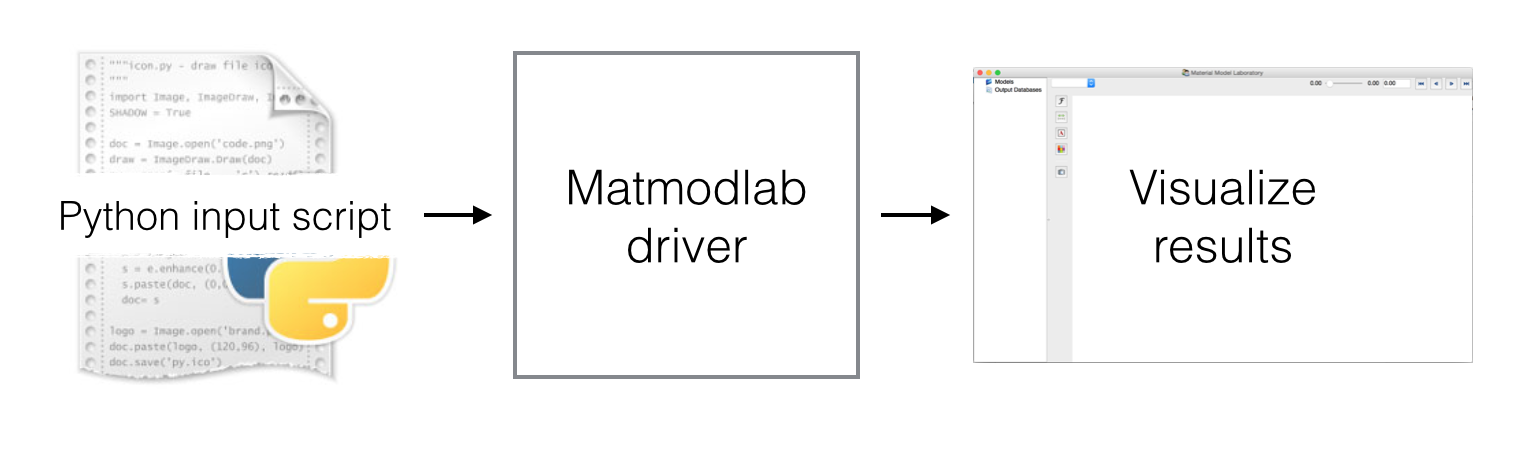 """icon.py - draw file ico
"""
import Image, ImageDraw, I
SHADOW = True
doc = Image.open('code.png')
draw = ImageDraw.Draw(doc)
Python input script
s = e.enhance(0.
s.paste(doc, (0,0
doc= s
logo = Image.open('brand.p
doc.paste(logo, (120,96), logo)
doc.save('py.ico')
Matmodlab
driver
Material Model Laboratory
Models
Output Databases
0.00 0.00 0.00
Visualize
results